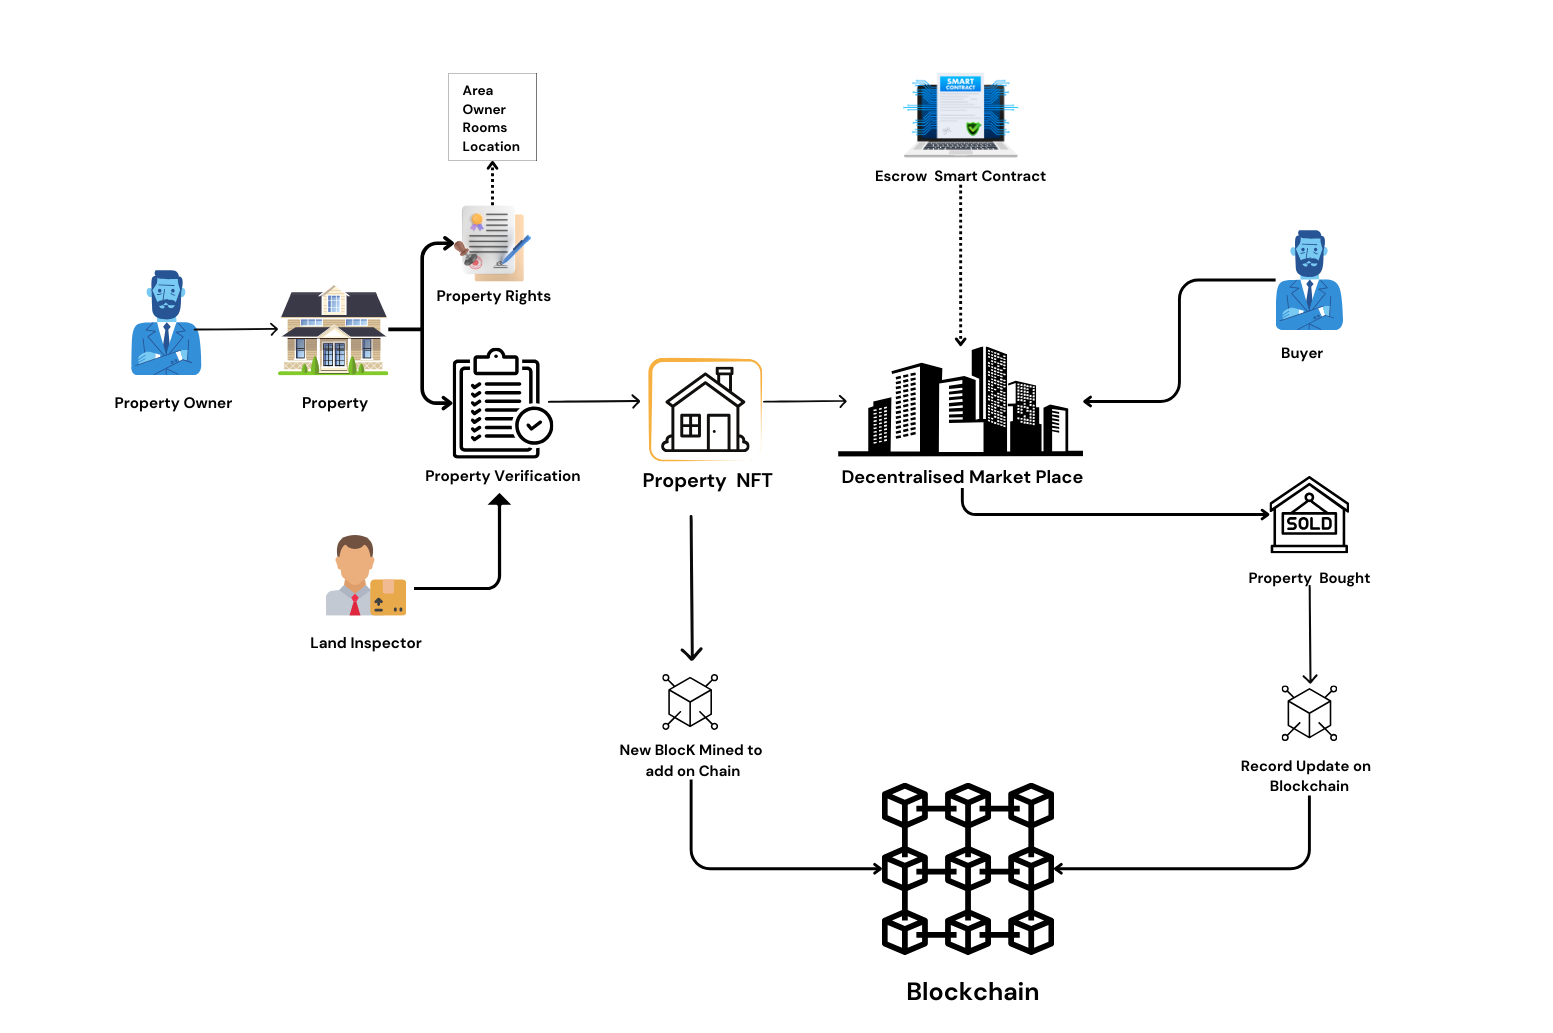 Area
Owner
Rooms
Location
SMART
CONTRACT
Escrow Smart Contract
Property Rights
Buyer
Property Owner
Property
Property Verification
Property NFT
Decentralised Market Place
SOLD
Property Bought
Land Inspector
New BlocK Mined to
add on Chain
Record Update on
Blockchain
Blockchain